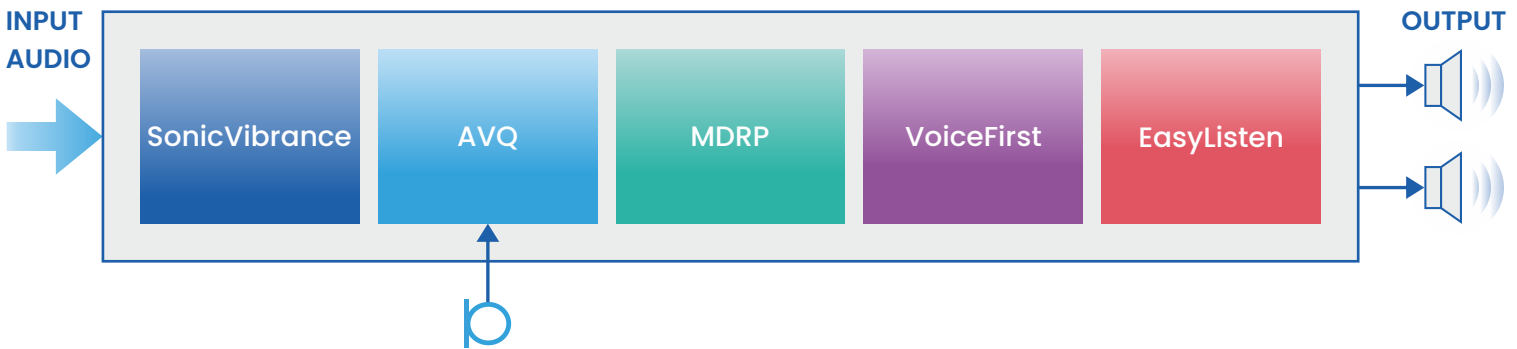 INPUT
AUDIO
OUTPUT
SonicVibrance
AVQ
MDRP
VoiceFirst
EasyListen